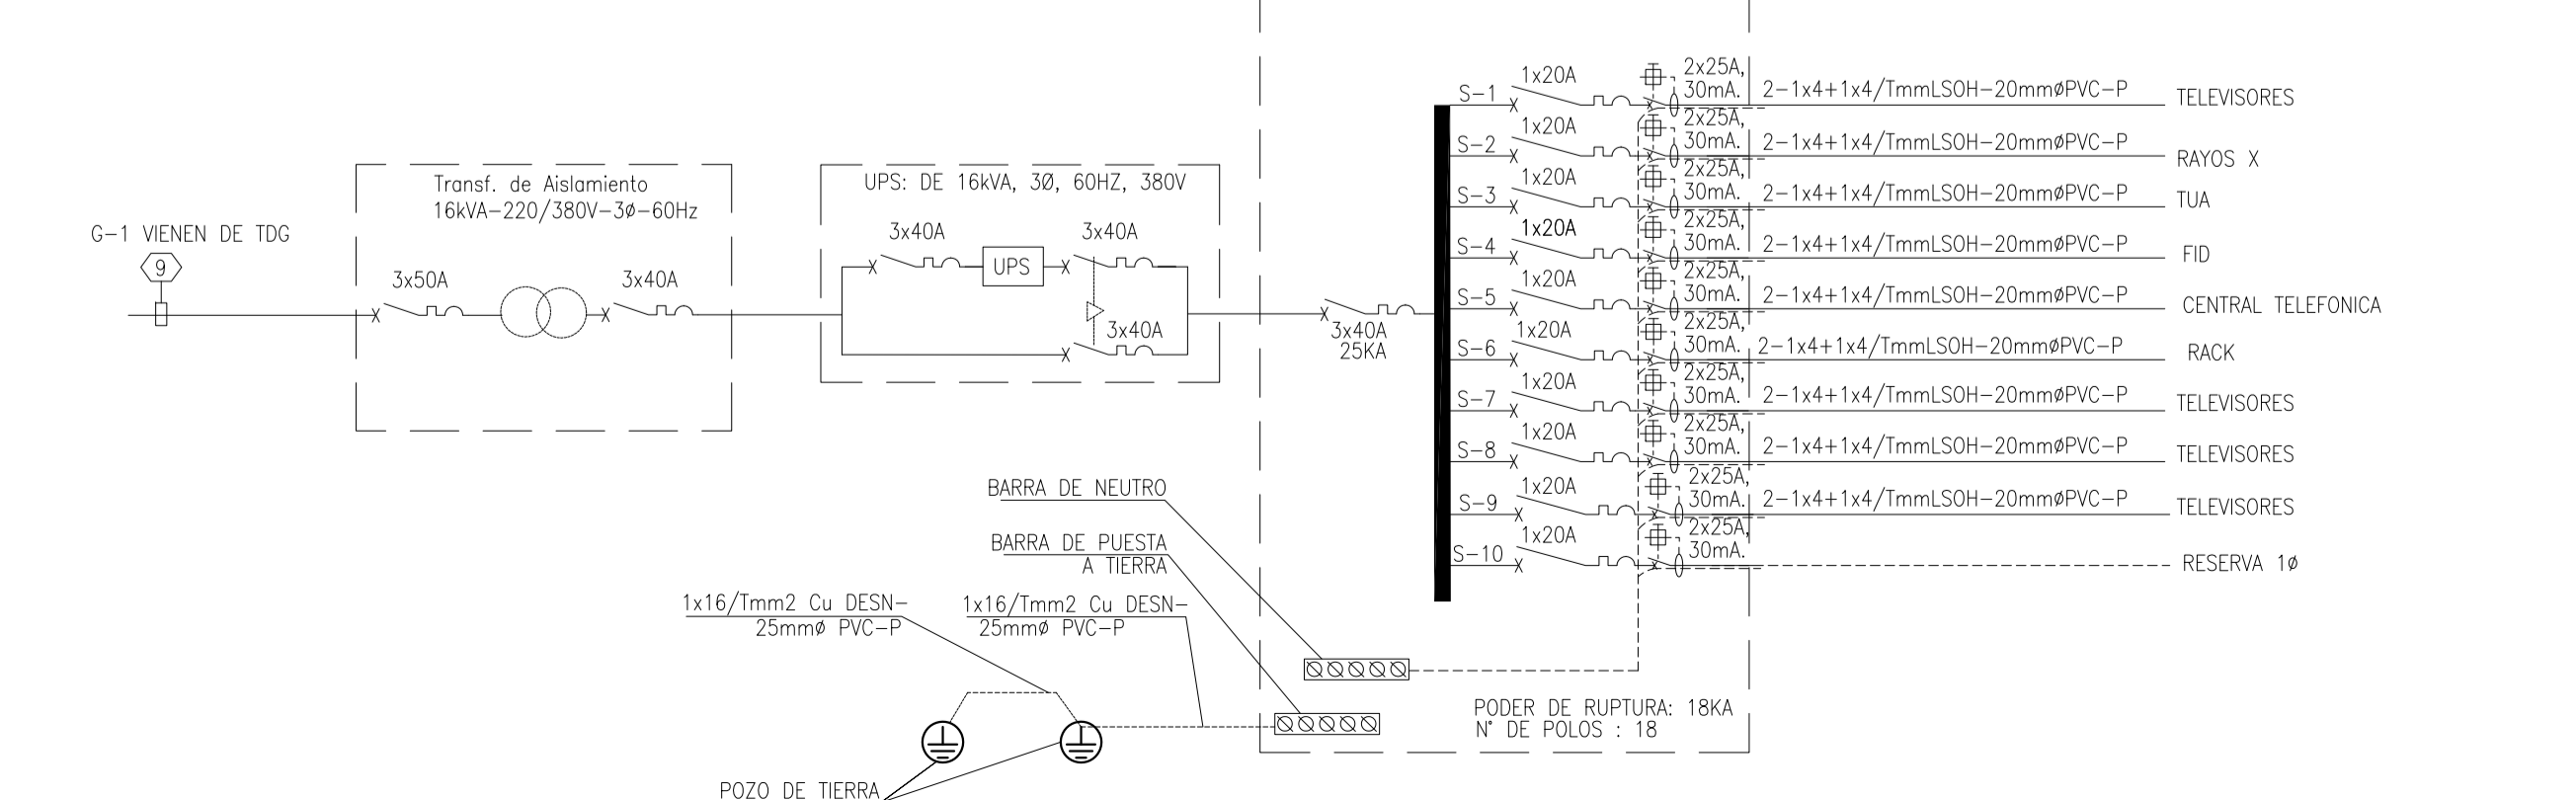 G-1 VIENEN DE TDG
9
Transf. de Aislamiento
16kVA-220/380V-3ø-60Hz
3x50A
3x40A
UPS: DE 16kVA, 3Ø, 60HZ, 380V
3x40A
3x40A
UPS
3x40A
3x40A
25KA
S-1
1x20A
2x25A,
30mA.
2-1x4+1x4/TmmLSOH-20mmøPVC-P
TELEVISORES
S-2
1x20A
2x25A,
30mA.
2-1x4+1x4/TmmLSOH-20mmøPVC-P
RAYOS X
S-3
1x20A
2x25A,
30mA.
2-1x4+1x4/TmmLSOH-20mmøPVC-P
TUA
S-4
1x20A
2x25A,
30mA.
2-1x4+1x4/TmmLSOH-20mmøPVC-P
FID
S-5
1x20A
2x25A,
30mA.
2-1x4+1x4/TmmLSOH-20mmøPVC-P
CENTRAL TELEFONICA
S-6
1x20A
2x25A,
30mA.
2-1x4+1x4/TmmLSOH-20mmøPVC-P
RACK
S-7
1x20A
2x25A,
30mA.
2-1x4+1x4/TmmLSOH-20mmøPVC-P
TELEVISORES
S-8
1x20A
2x25A,
30mA.
2-1x4+1x4/TmmLSOH-20mmøPVC-P
TELEVISORES
S-9
1x20A
2x25A,
30mA.
2-1x4+1x4/TmmLSOH-20mmøPVC-P
TELEVISORES
S-10
1x20A
2x25A,
30mA.
RESERVA 1ø
BARRA DE NEUTRO
BARRA DE PUESTA
A TIERRA
1x16/Tmm2 Cu DESN-
25mmø PVC-P
1x16/Tmm2 Cu DESN-
25mmø PVC-P
POZO DE TIERRA
PODER DE RUPTURA: 18KA
N° DE POLOS : 18